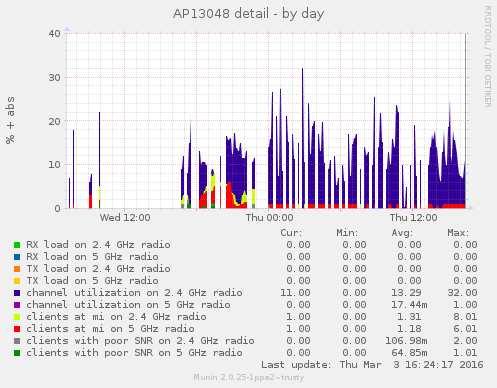 AP13048 detail - by day
RRDTOOL / TOBI OETIKER
% + abs
40
30
20
10
0
Wed 12:00 Thu 00:00 Thu 12:00
Cur: Min: Avg: Max:
RX load on 2.4 GHz radio 0.00 0.00 0.00 0.00
RX load on 5 GHz radio 0.00 0.00 0.00 0.00
TX load on 2.4 GHz radio 0.00 0.00 0.00 0.00
TX load on 5 GHz radio 0.00 0.00 0.00 0.00
channel utilization on 2.4 GHz radio 11.00 0.00 13.29 32.00
channel utilization on 5 GHz radio 0.00 0.00 17.44m 1.00
clients at mi on 2.4 GHz radio 1.00 0.00 1.31 8.01
clients at mi on 5 GHz radio 1.00 0.00 1.18 6.01
clients with poor SNR on 2.4 GHz radio 0.00 0.00 106.98m 2.00
clients with poor SNR on 5 GHz radio 0.00 0.00 64.85m 1.01
Last update: Thu Mar 3 16:24:17 2016
Munin 2.0.25-1ppa2~trusty